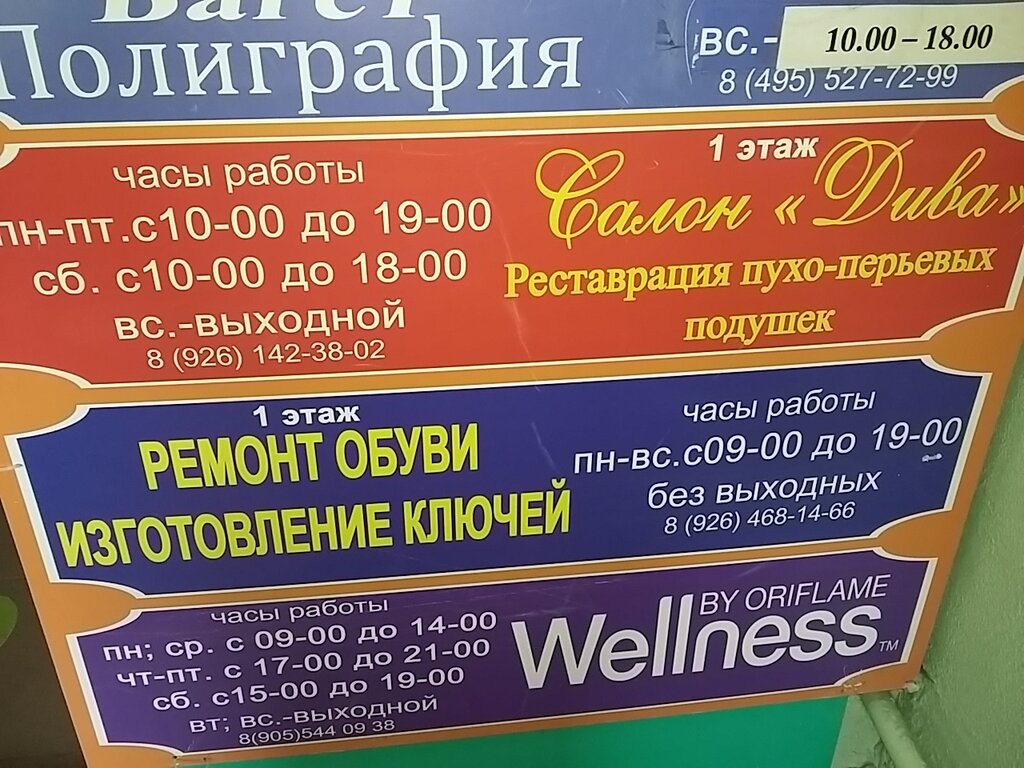 Багет
Полиграфия
вс.- 10.00 – 18.00
8 (495) 527-72-99
часы работы
пн-пт.с10-00 до 19-00
сб. с10-00 до 18-00
вс.-выходной
8 (926) 142-38-02
1 этаж
Салон « Дива»
Реставрация пухо-перьевых
подушек
1 этаж
РЕМОНТ ОБУВИ
ИЗГОТОВЛЕНИЕ КЛЮЧЕЙ
часы работы
пн-вс.с09-00 до 19-00
без выходных
8 (926) 468-14-66
часы работы
пн; ср. с 09-00 до 14-00
чт-пт. с 17-00 до 21-00
сб. с15-00 до 19-00
вт; вс.-выходной
8(905)544 09 38
BY ORIFLAME
Wellness TM